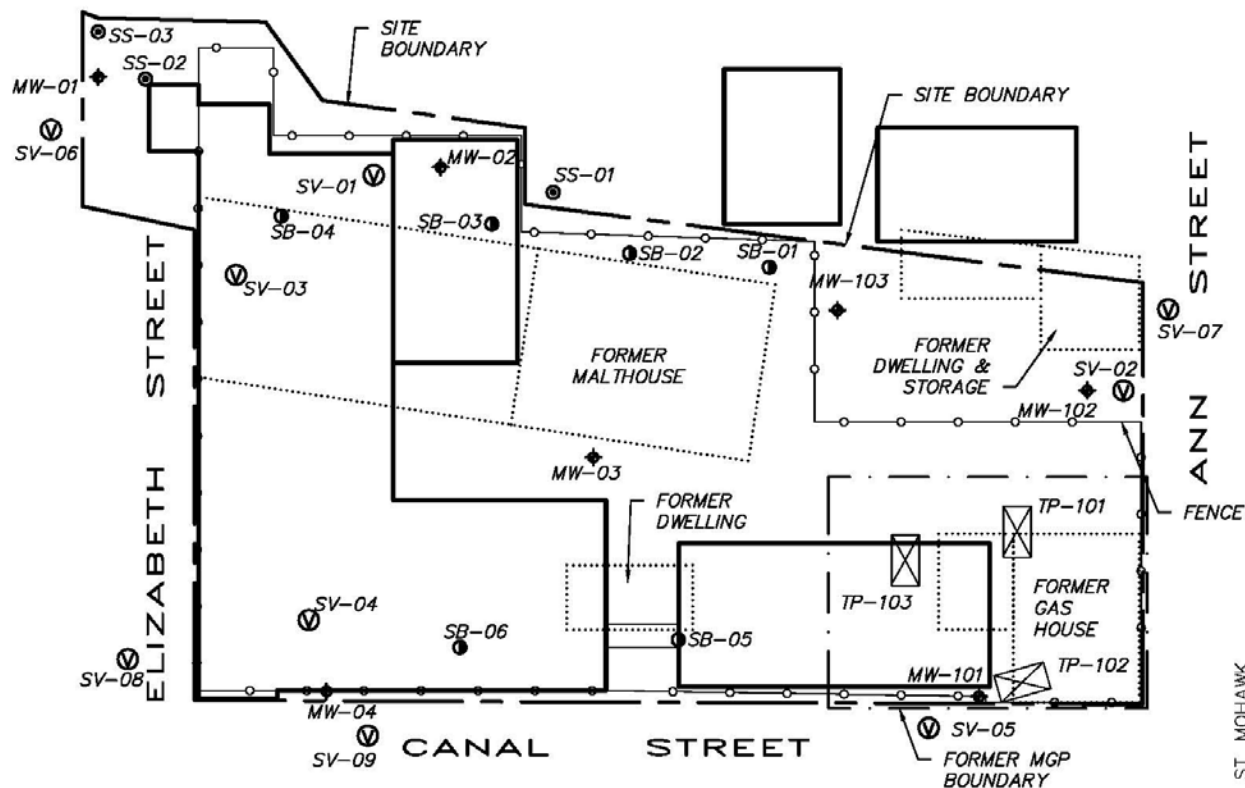 SS-03
SITE
BOUNDARY
SS-02
MW-01
SV-06
SITE BOUNDARY
MW-02
SV-01
SS-01
SB-04
SB-03
SB-02
SB-01
SV-03
MW-103
SV-07
FORMER
MALTHOUSE
FORMER
DWELLING &
STORAGE
SV-02
MW-102
ELIZABETH STREET
ANN STREET
MW-03
FORMER
DWELLING
TP-101
FENCE
TP-103
FORMER
GAS
HOUSE
SV-04
SB-06
SB-05
TP-102
MW-101
SV-08
MW-04
SV-09
SV-05
CANAL STREET
FORMER MGP
BOUNDARY
ST MOHAWK